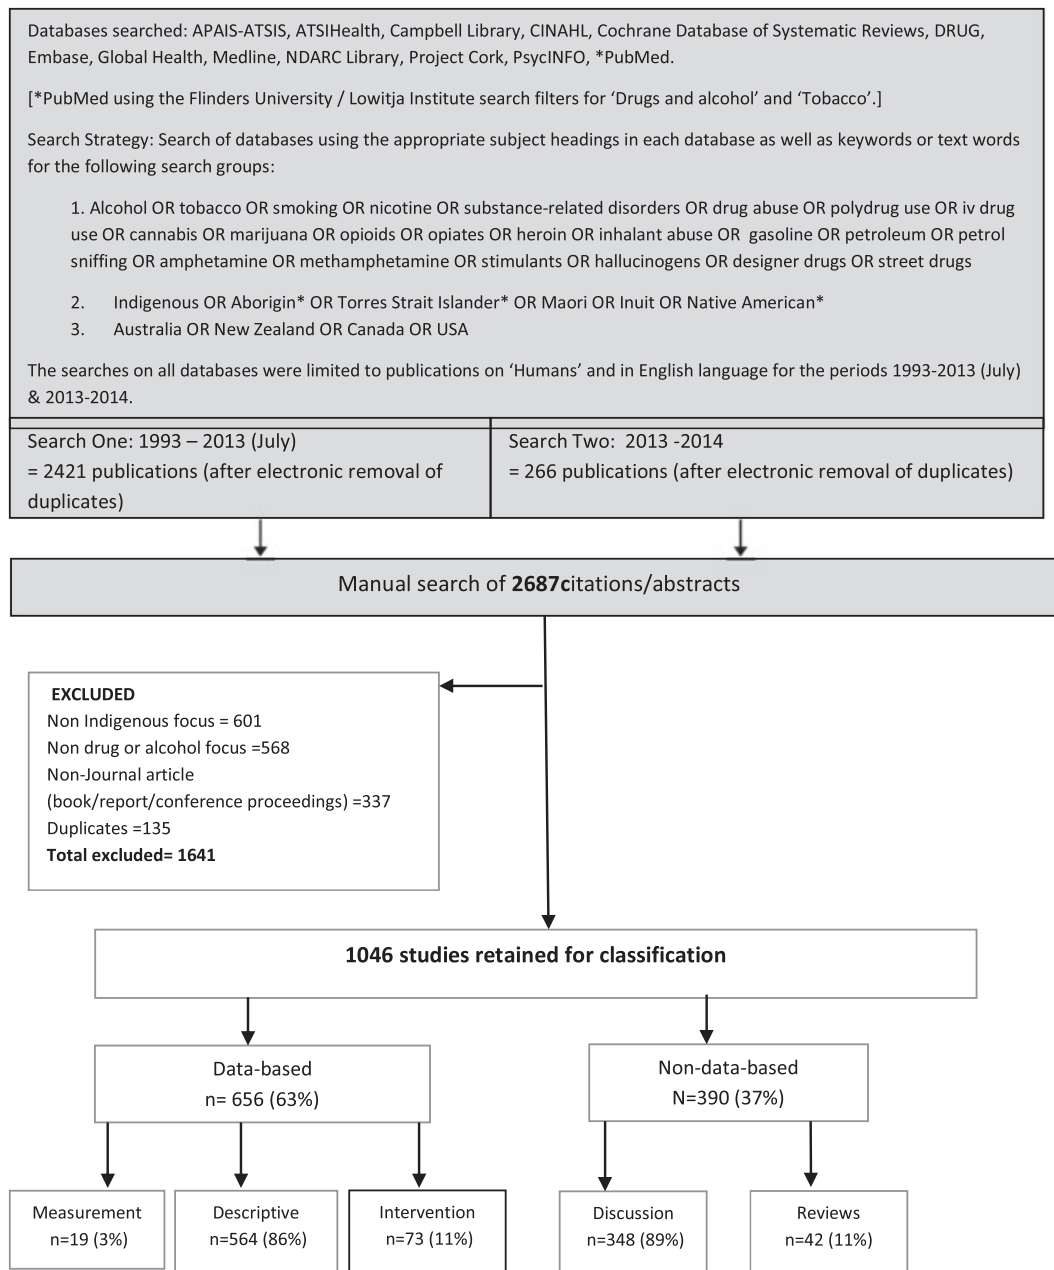 Databases searched: APAIS-ATSIS, ATSIHealth, Campbell Library, CINAHL, Cochrane Database of Systematic Reviews, DRUG,
Embase, Global Health, Medline, NDARC Library, Project Cork, PsycINFO, *PubMed.
[*PubMed using the Flinders University / Lowitja Institute search filters for ‘Drugs and alcohol’ and ‘Tobacco’.]
Search Strategy: Search of databases using the appropriate subject headings in each database as well as keywords or text words
for the following search groups:
1. Alcohol OR tobacco OR smoking OR nicotine OR substance-related disorders OR drug abuse OR polydrug use OR iv drug
use OR cannabis OR marijuana OR opioids OR opiates OR heroin OR inhalant abuse OR gasoline OR petroleum OR petrol
sniffing OR amphetamine OR methamphetamine OR stimulants OR hallucinogens OR designer drugs OR street drugs
2. Indigenous OR Aborigin* OR Torres Strait Islander* OR Maori OR Inuit OR Native American*
3. Australia OR New Zealand OR Canada OR USA
The searches on all databases were limited to publications on ‘Humans’ and in English language for the periods 1993-2013 (July)
& 2013-2014.
Search One: 1993 – 2013 (July)
= 2421 publications (after electronic removal of
duplicates)
Search Two: 2013 -2014
= 266 publications (after electronic removal of duplicates)
Manual search of 2687citations/abstracts
EXCLUDED
Non Indigenous focus = 601
Non drug or alcohol focus =568
Non-Journal article
(book/report/conference proceedings) =337
Duplicates =135
Total excluded= 1641
1046 studies retained for classification
Data-based
n= 656 (63%)
Non-data-based
N=390 (37%)
Measurement
n=19 (3%)
Descriptive
n=564 (86%)
Intervention
n=73 (11%)
Discussion
n=348 (89%)
Reviews
n=42 (11%)